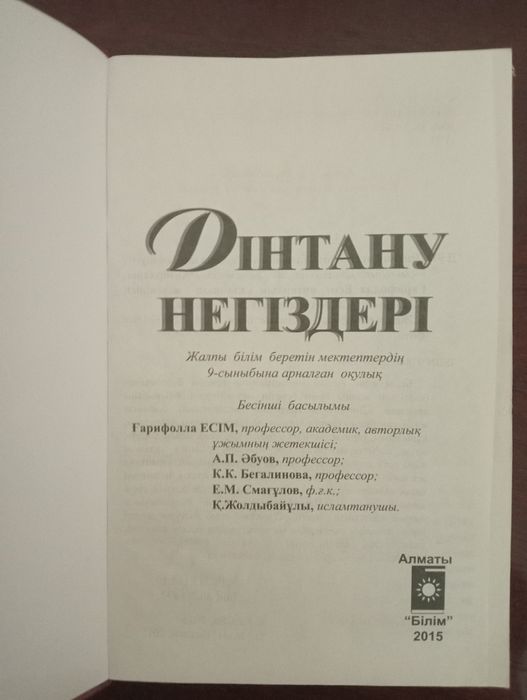 ДІНТАНУ
НЕГІЗДЕРІ
Жалпы білім беретін мектептердің
9-сыныбына арналған оқулық
Бесінші басылымы
Ғарифолла ЕСІМ, профессор, академик, авторлық
ұжымның жетекшісі;
А.П. Әбуов, профессор;
К.К. Бегалинова, профессор;
Е.М. Смағұлов, ф.ғ.к.;
Қ.Жолдыбайұлы, исламтанушы.
Алматы
"Білім"
2015